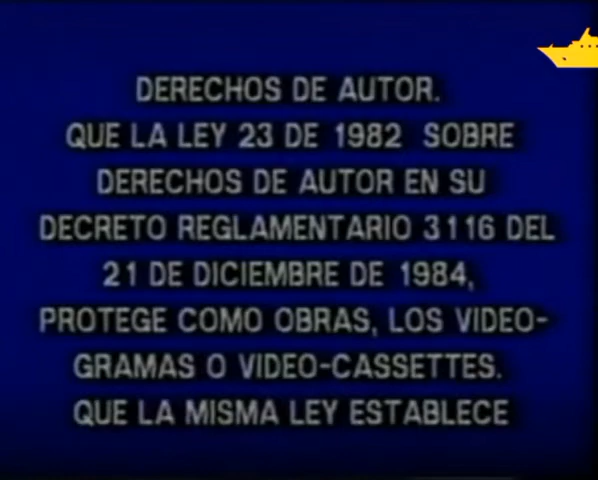 DERECHOS DE AUTOR.
QUE LA LEY 23 DE 1982 SOBRE
DERECHOS DE AUTOR EN SU
DECRETO REGLAMENTARIO 3116 DEL
21 DE DICIEMBRE DE 1984,
PROTEGE COMO OBRAS, LOS VIDEO-
GRAMAS O VIDEO-CASSETTES.
QUE LA MISMA LEY ESTABLECE